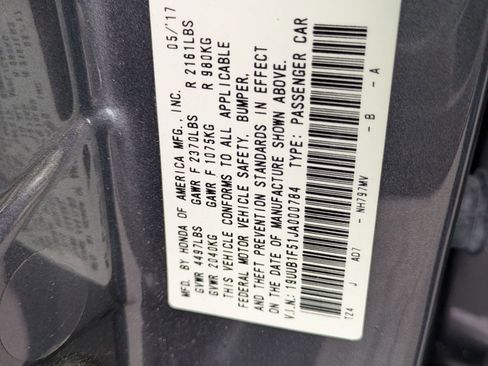 MFD. BY HONDA OF AMERICA MFG., INC. 05/'17
GVWR 4497LBS GAWR F 2370LBS R 2161LBS
GVWR 2040KG GAWR F 1075KG R 980KG
THIS VEHICLE CONFORMS TO ALL APPLICABLE
FEDERAL MOTOR VEHICLE SAFETY, BUMPER,
AND THEFT PREVENTION STANDARDS IN EFFECT
ON THE DATE OF MANUFACTURE SHOWN ABOVE.
V.I.N.: 19UUB1F51JA000784 TYPE: PASSENGER CAR
TZ4 J AD7 - NH797MV - B - A